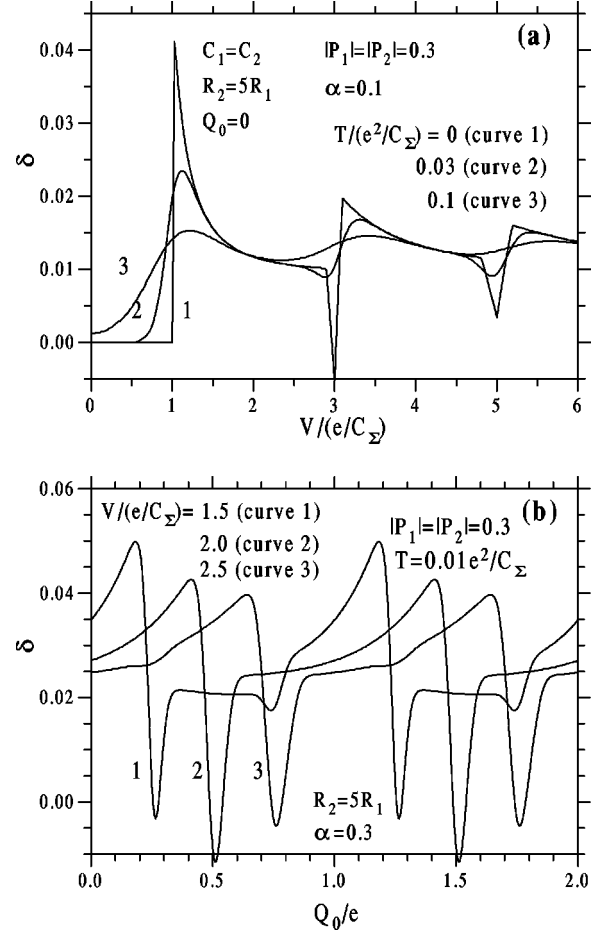 (a)
C₁=C₂
|P₁|=|P₂|=0.3
R₂=5R₁
α=0.1
Q₀=0
T/(e²/C_Σ) = 0 (curve 1)
0.03 (curve 2)
0.1 (curve 3)
0.04
0.03
0.02
0.01
0.00
δ
3
2
1
0 1 2 3 4 5 6
V/(e/C_Σ)
(b)
V/(e/C_Σ)= 1.5 (curve 1)
2.0 (curve 2)
2.5 (curve 3)
|P₁|=|P₂|=0.3
T=0.01e²/C_Σ
0.06
0.04
0.02
0.00
δ
1 2 3
R₂=5R₁
α=0.3
0.0 0.5 1.0 1.5 2.0
Q₀/e